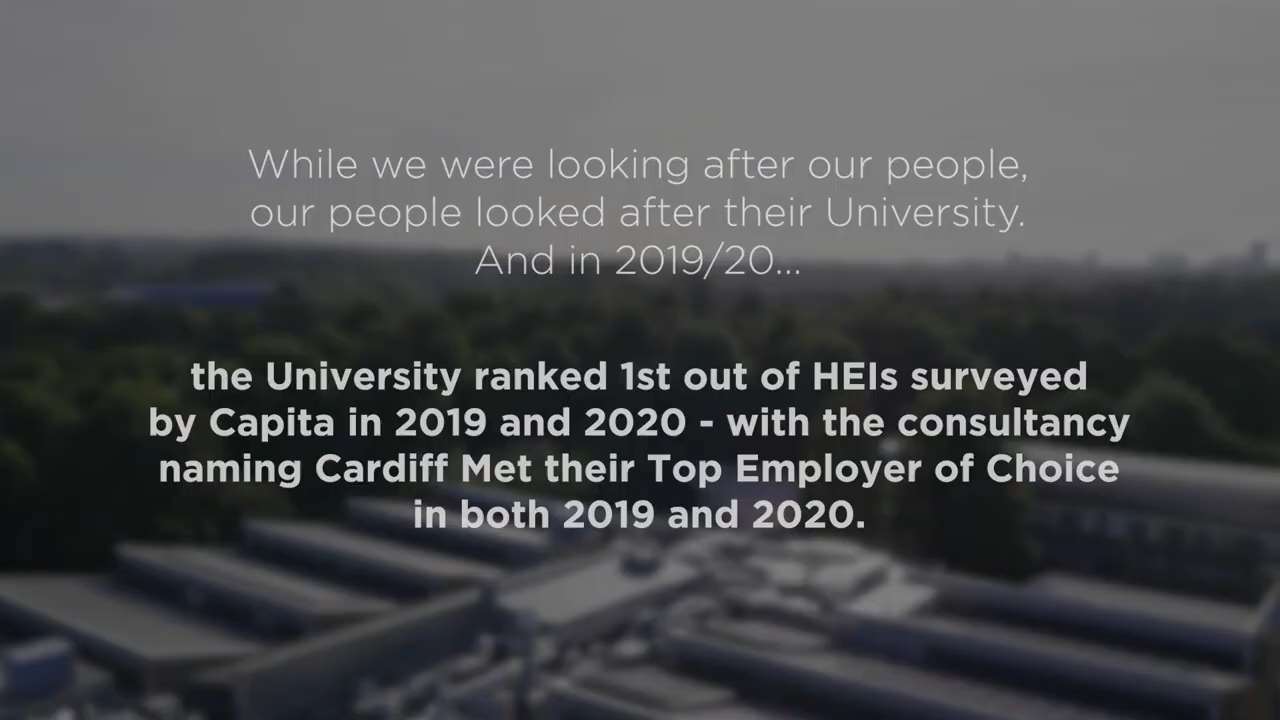 While we were looking after our people,
our people looked after their University.
And in 2019/20...
the University ranked 1st out of HEIs surveyed
by Capita in 2019 and 2020 - with the consultancy
naming Cardiff Met their Top Employer of Choice
in both 2019 and 2020.